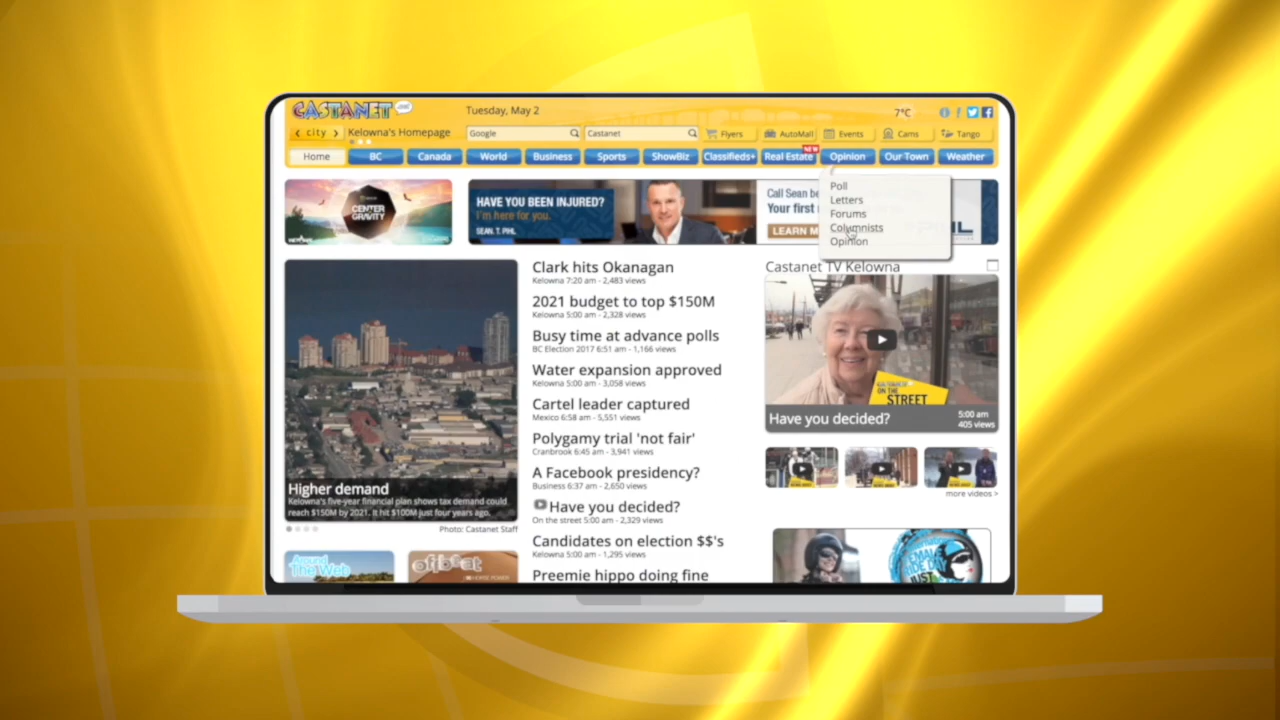 CASTANET .net
Tuesday, May 2
7°C
city
Kelowna's Homepage
Google
Castanet
Flyers
AutoMall
Events
Cams
Tango
Home
BC
Canada
World
Business
Sports
ShowBiz
Classifieds+
Real Estate
NEW
Opinion
Our Town
Weather
Poll
Letters
Forums
Columnists
Opinion
CENTER
GRAVITY
HAVE YOU BEEN INJURED?
I'm here for you.
SEAN. T. PIHL
Call Sean be
Your first
LEARN M
Higher demand
Kelowna's five-year financial plan shows tax demand could
reach $150M by 2021. It hit $100M just four years ago.
Photo: Castanet Staff
Clark hits Okanagan
Kelowna 7:20 am - 2,483 views
2021 budget to top $150M
Kelowna 5:00 am - 2,328 views
Busy time at advance polls
BC Election 2017 6:51 am - 1,166 views
Water expansion approved
Kelowna 5:00 am - 3,058 views
Cartel leader captured
Mexico 6:58 am - 5,551 views
Polygamy trial 'not fair'
Cranbrook 6:45 am - 3,941 views
A Facebook presidency?
Business 6:37 am - 2,650 views
Have you decided?
On the street 5:00 am - 2,329 views
Candidates on election $$'s
Kelowna 5:00 am - 1,295 views
Preemie hippo doing fine
Castanet TV Kelowna
ON THE
STREET
Have you decided?
5:00 am
405 views
more videos >
Around
The Web
offbeat